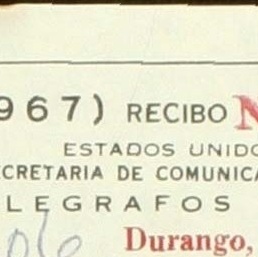 967) RECIBO N
ESTADOS UNIDO
CRETARIA DE COMUNICA
LEGRAFOS
Durango,